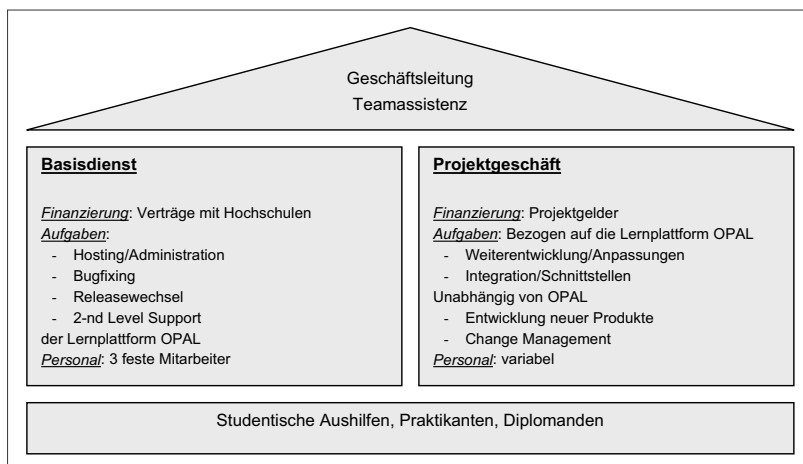 Geschäftsleitung
Teamassistenz
Basisdienst
Finanzierung: Verträge mit Hochschulen
Aufgaben:
- Hosting/Administration
- Bugfixing
- Releasewechsel
- 2-nd Level Support
der Lernplattform OPAL
Personal: 3 feste Mitarbeiter
Projektgeschäft
Finanzierung: Projektgelder
Aufgaben: Bezogen auf die Lernplattform OPAL
- Weiterentwicklung/Anpassungen
- Integration/Schnittstellen
Unabhängig von OPAL
- Entwicklung neuer Produkte
- Change Management
Personal: variabel
Studentische Aushilfen, Praktikanten, Diplomanden